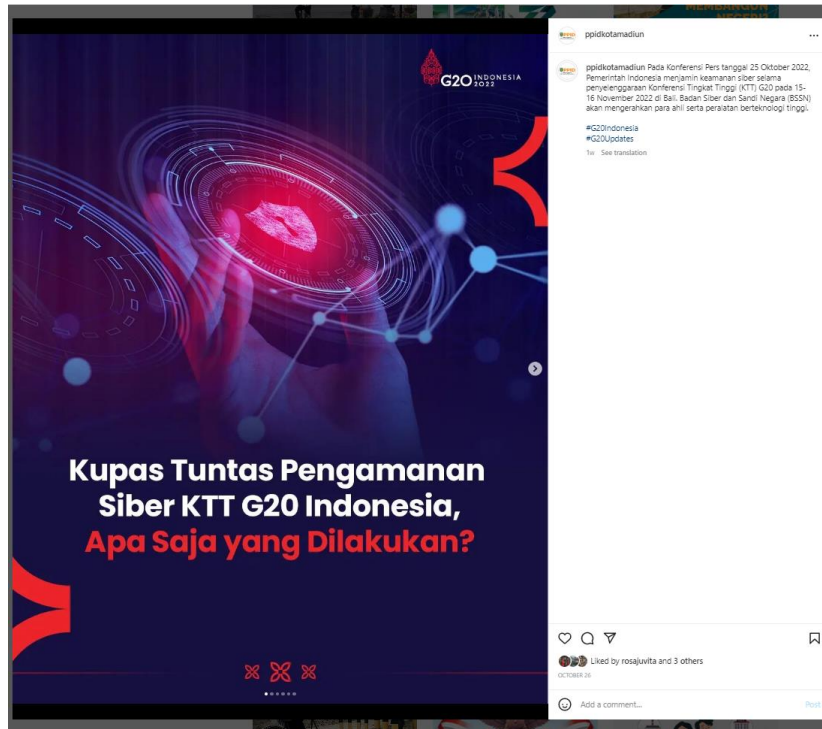 MEMBANGUN
NEGERI?
G20 INDONESIA
2022
Kupas Tuntas Pengamanan
Siber KTT G20 Indonesia,
Apa Saja yang Dilakukan?
ppidkotamadiun
ppidkotamadiun Pada Konferensi Pers tanggal 25 Oktober 2022,
Pemerintah Indonesia menjamin keamanan siber selama
penyelenggaraan Konferensi Tingkat Tinggi (KTT) G20 pada 15-
16 November 2022 di Bali. Badan Siber dan Sandi Negara (BSSN)
akan mengerahkan para ahli serta peralatan berteknologi tinggi.
#G20Indonesia
#G20Updates
1w See translation
Liked by rosajuvita and 3 others
OCTOBER 26
Add a comment...
Post